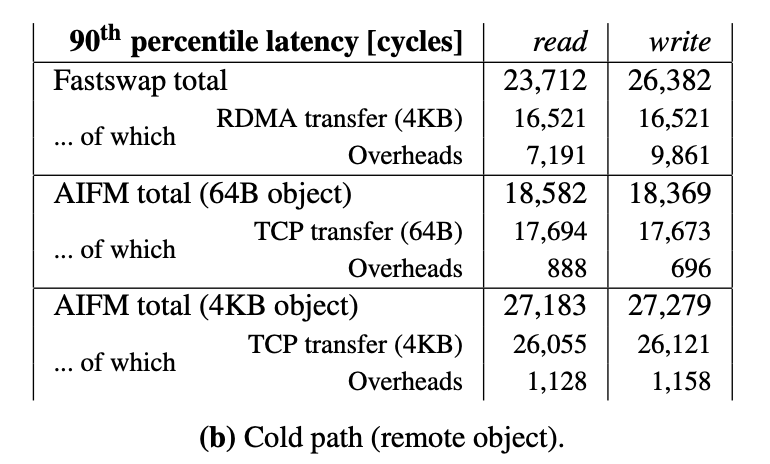 90th percentile latency [cycles] read write
Fastswap total 23,712 26,382
... of which RDMA transfer (4KB) 16,521 16,521
Overheads 7,191 9,861
AIFM total (64B object) 18,582 18,369
... of which TCP transfer (64B) 17,694 17,673
Overheads 888 696
AIFM total (4KB object) 27,183 27,279
... of which TCP transfer (4KB) 26,055 26,121
Overheads 1,128 1,158
(b) Cold path (remote object).